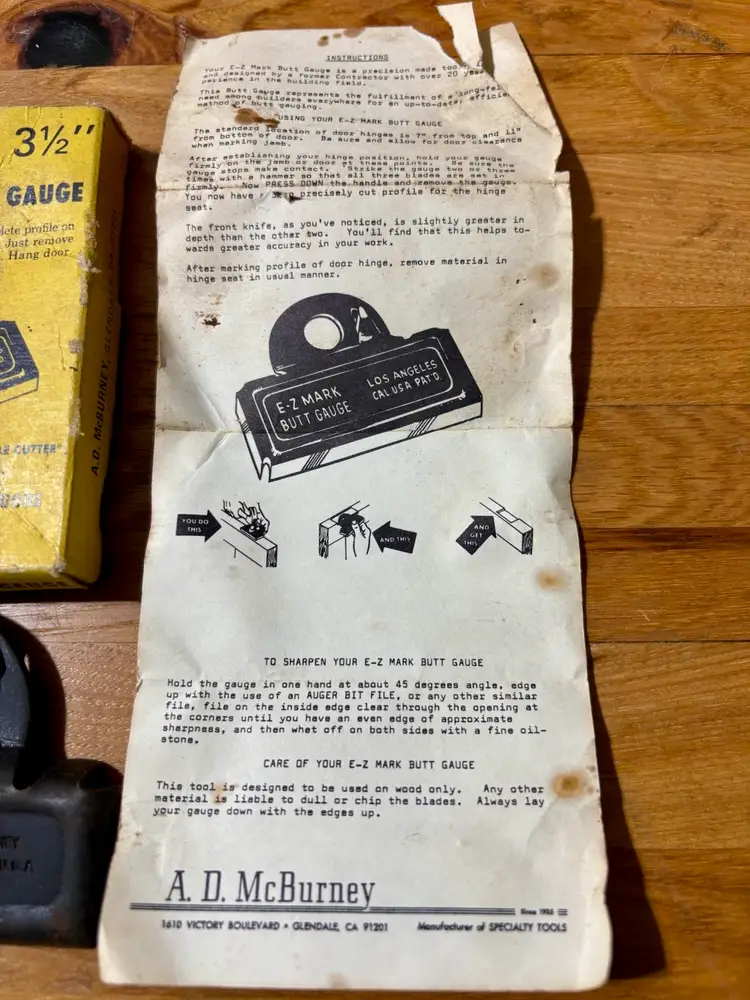 3½"
GAUGE
lete profile on
Just remove
Hang door
LE CUTTER"
A.D. McBURNEY, GLENDALE
GAUGE
INSTRUCTIONS
Your E-Z Mark Butt Gauge is a precision made tool,
and designed by a former Contractor with over 20 yea
perience in the building field.
This Butt Gauge represents the fulfillment of a long-fel
need among builders everywhere for an up-to-date, efficie
method of butt gauging.
USING YOUR E-Z MARK BUTT GAUGE
The standard location of door hinges is 7" from top and 11"
from bottom of door. Be sure and allow for door clearance
when marking jamb.
After establishing your hinge position, hold your gauge
firmly on the jamb or door at these points. Be sure the
gauge stops make contact. Strike the gauge two or three
times with a hammer so that all three blades are set in
firmly. Now PRESS DOWN the handle and remove the gauge.
You now have a deep precisely cut profile for the hinge
seat.
The front knife, as you've noticed, is slightly greater in
depth than the other two. You'll find that this helps to-
wards greater accuracy in your work.
After marking profile of door hinge, remove material in
hinge seat in usual manner.
E-Z MARK
BUTT GAUGE
LOS ANGELES
CAL USA PAT'D.
YOU DO
THIS
AND THIS
AND
GET
THIS
TO SHARPEN YOUR E-Z MARK BUTT GAUGE
Hold the gauge in one hand at about 45 degrees angle, edge
up with the use of an AUGER BIT FILE, or any other similar
file, file on the inside edge clear through the opening at
the corners until you have an even edge of approximate
sharpness, and then whet off on both sides with a fine oil-
stone.
CARE OF YOUR E-Z MARK BUTT GAUGE
This tool is designed to be used on wood only. Any other
material is liable to dull or chip the blades. Always lay
your gauge down with the edges up.
A. D. McBurney
1610 VICTORY BOULEVARD • GLENDALE, CA 91201
Manufacturer of SPECIALTY TOOLS